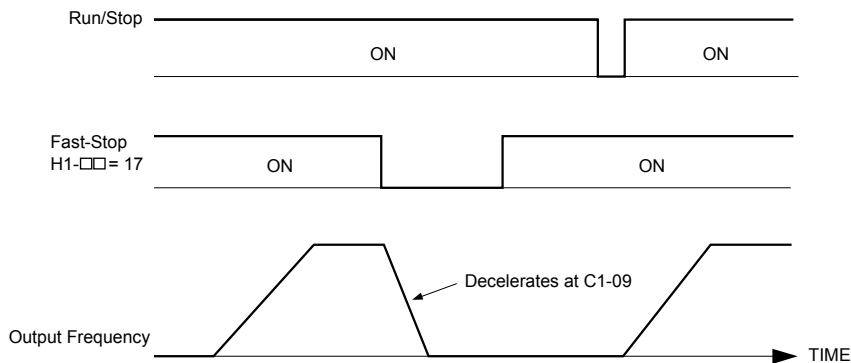 Run/Stop
ON
ON
Fast-Stop
H1-□□= 17
ON
ON
Decelerates at C1-09
Output Frequency
TIME